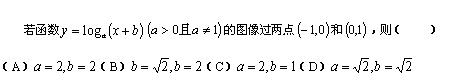 若函数y = logₐ(x + b)(a > 0且a ≠ 1)的图像过两点(−1,0)和(0,1)，则（　　）
（A）a = 2, b = 2（B）b = √2, b = 2（C）a = 2, b = 1（D）a = √2, b = √2